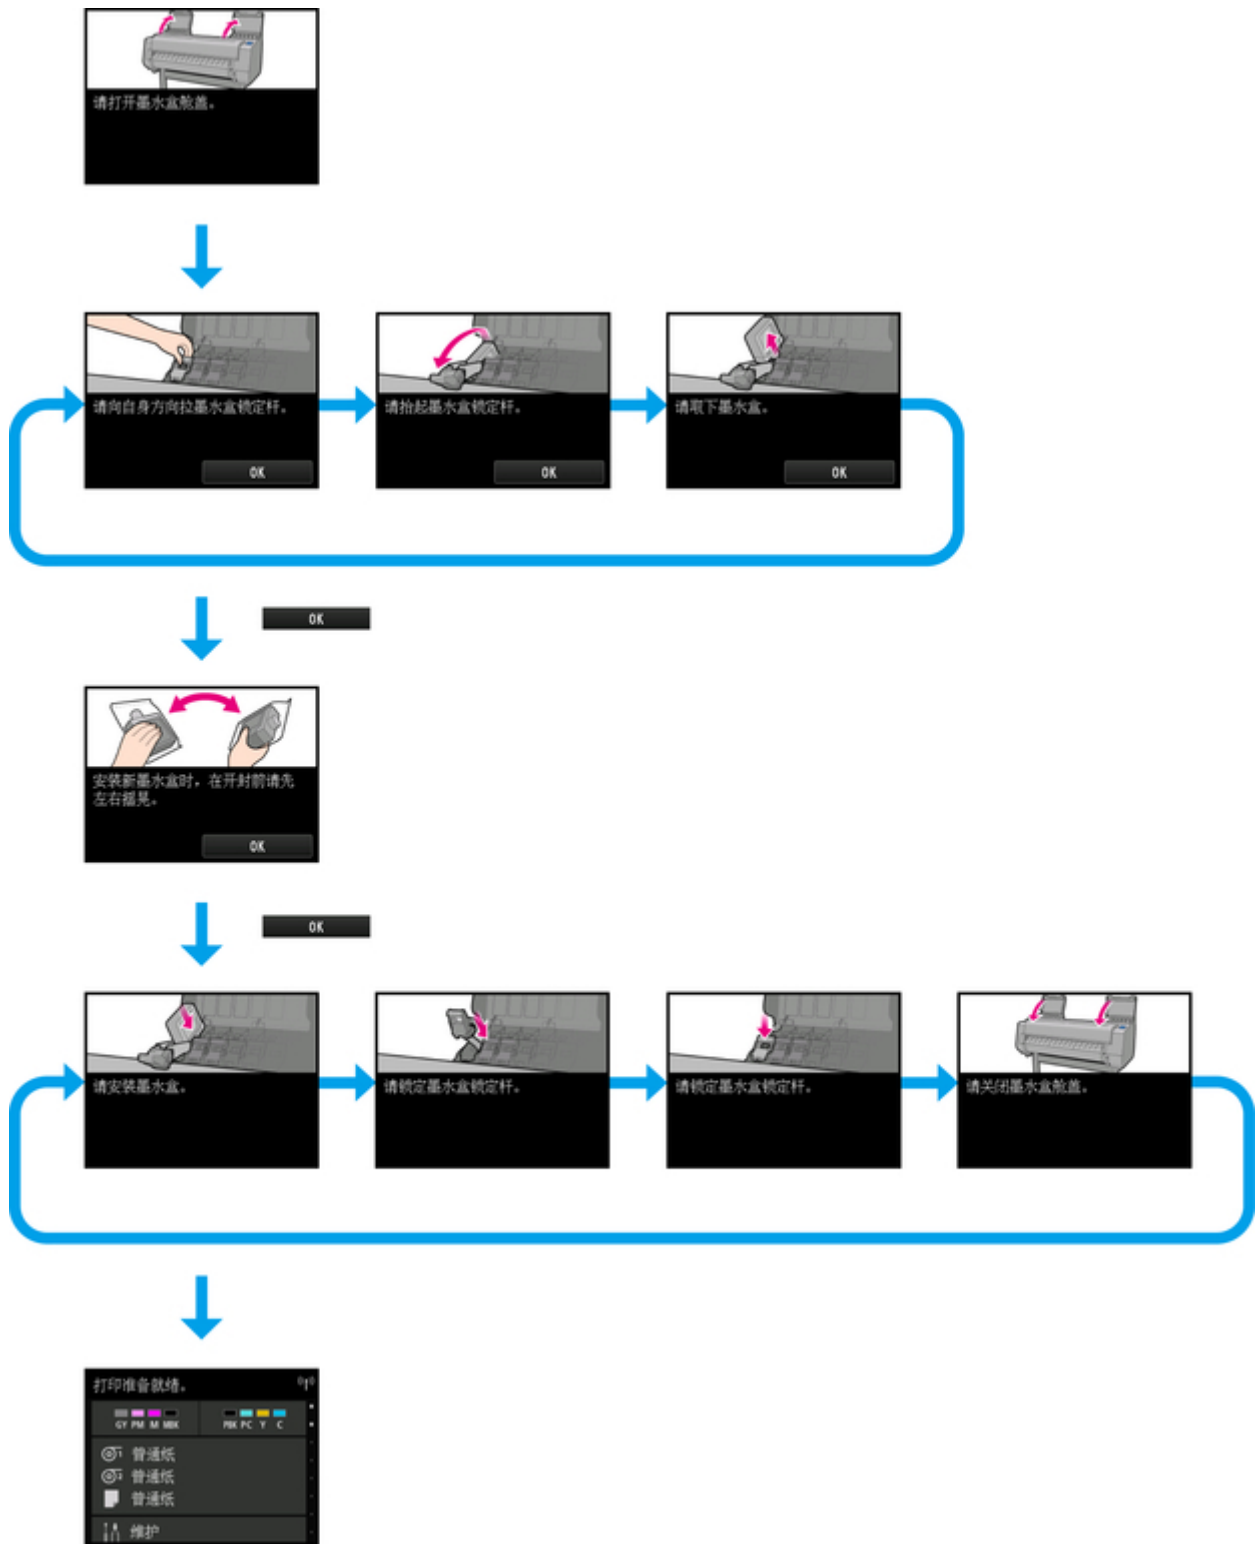 请打开墨水盒舱盖。
请向自身方向拉墨水盒锁定杆。
OK
请抬起墨水盒锁定杆。
OK
请取下墨水盒。
OK
OK
安装新墨水盒时，在开封前请先
左右摇晃。
OK
OK
请安装墨水盒。
请锁定墨水盒锁定杆。
请锁定墨水盒锁定杆。
请关闭墨水盒舱盖。
打印准备就绪。
GY PM M MBK
PBK PC Y C
普通纸
普通纸
普通纸
维护